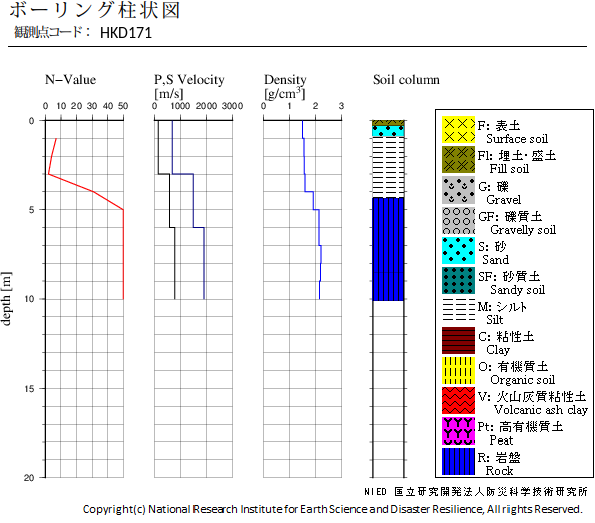 ボーリング柱状図
観測点コード： HKD171
N−Value
P,S Velocity
[m/s]
Density
[g/cm3]
Soil column
0 10 20 30 40 50
0 1000 2000 3000
0 1 2 3
0
5
10
15
20
depth [m]
F: 表土
Surface soil
Fl: 埋土・盛土
Fill soil
G: 礫
Gravel
GF: 礫質土
Gravelly soil
S: 砂
Sand
SF: 砂質土
Sandy soil
M: シルト
Silt
C: 粘性土
Clay
O: 有機質土
Organic soil
V: 火山灰質粘性土
Volcanic ash clay
Pt: 高有機質土
Peat
R: 岩盤
Rock
NIED 国立研究開発法人防災科学技術研究所
Copyright(c) National Research Institute for Earth Science and Disaster Resilience, All rights Reserved.